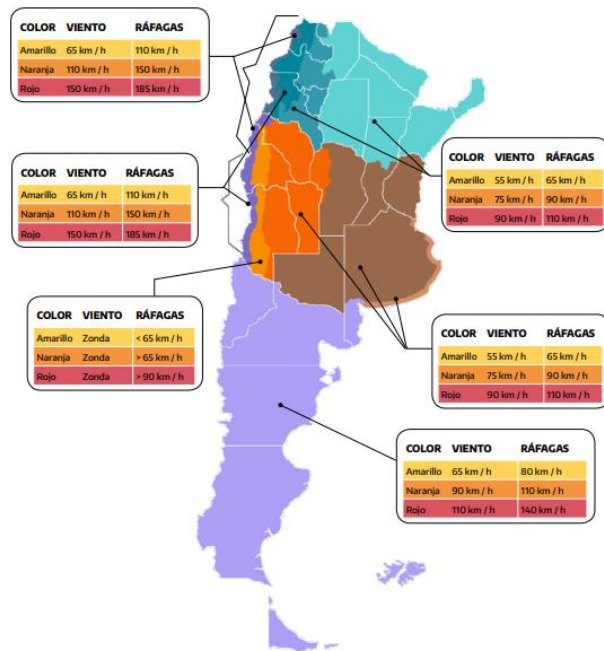 COLOR VIENTO RÁFAGAS
Amarillo 65 km / h 110 km / h
Naranja 110 km / h 150 km / h
Rojo 150 km / h 185 km / h
COLOR VIENTO RÁFAGAS
Amarillo 65 km / h 110 km / h
Naranja 110 km / h 150 km / h
Rojo 150 km / h 185 km / h
COLOR VIENTO RÁFAGAS
Amarillo 55 km / h 65 km / h
Naranja 75 km / h 90 km / h
Rojo 90 km / h 110 km / h
COLOR VIENTO RÁFAGAS
Amarillo Zonda < 65 km / h
Naranja Zonda > 65 km / h
Rojo Zonda > 90 km / h
COLOR VIENTO RÁFAGAS
Amarillo 55 km / h 65 km / h
Naranja 75 km / h 90 km / h
Rojo 90 km / h 110 km / h
COLOR VIENTO RÁFAGAS
Amarillo 65 km / h 80 km / h
Naranja 90 km / h 110 km / h
Rojo 110 km / h 140 km / h